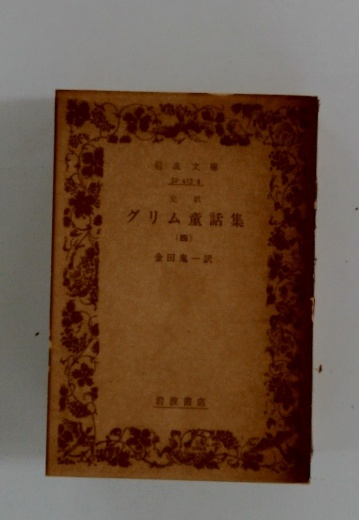 岩波文庫
完訳
グリム童話集
(四)
金田鬼一訳
岩波書店